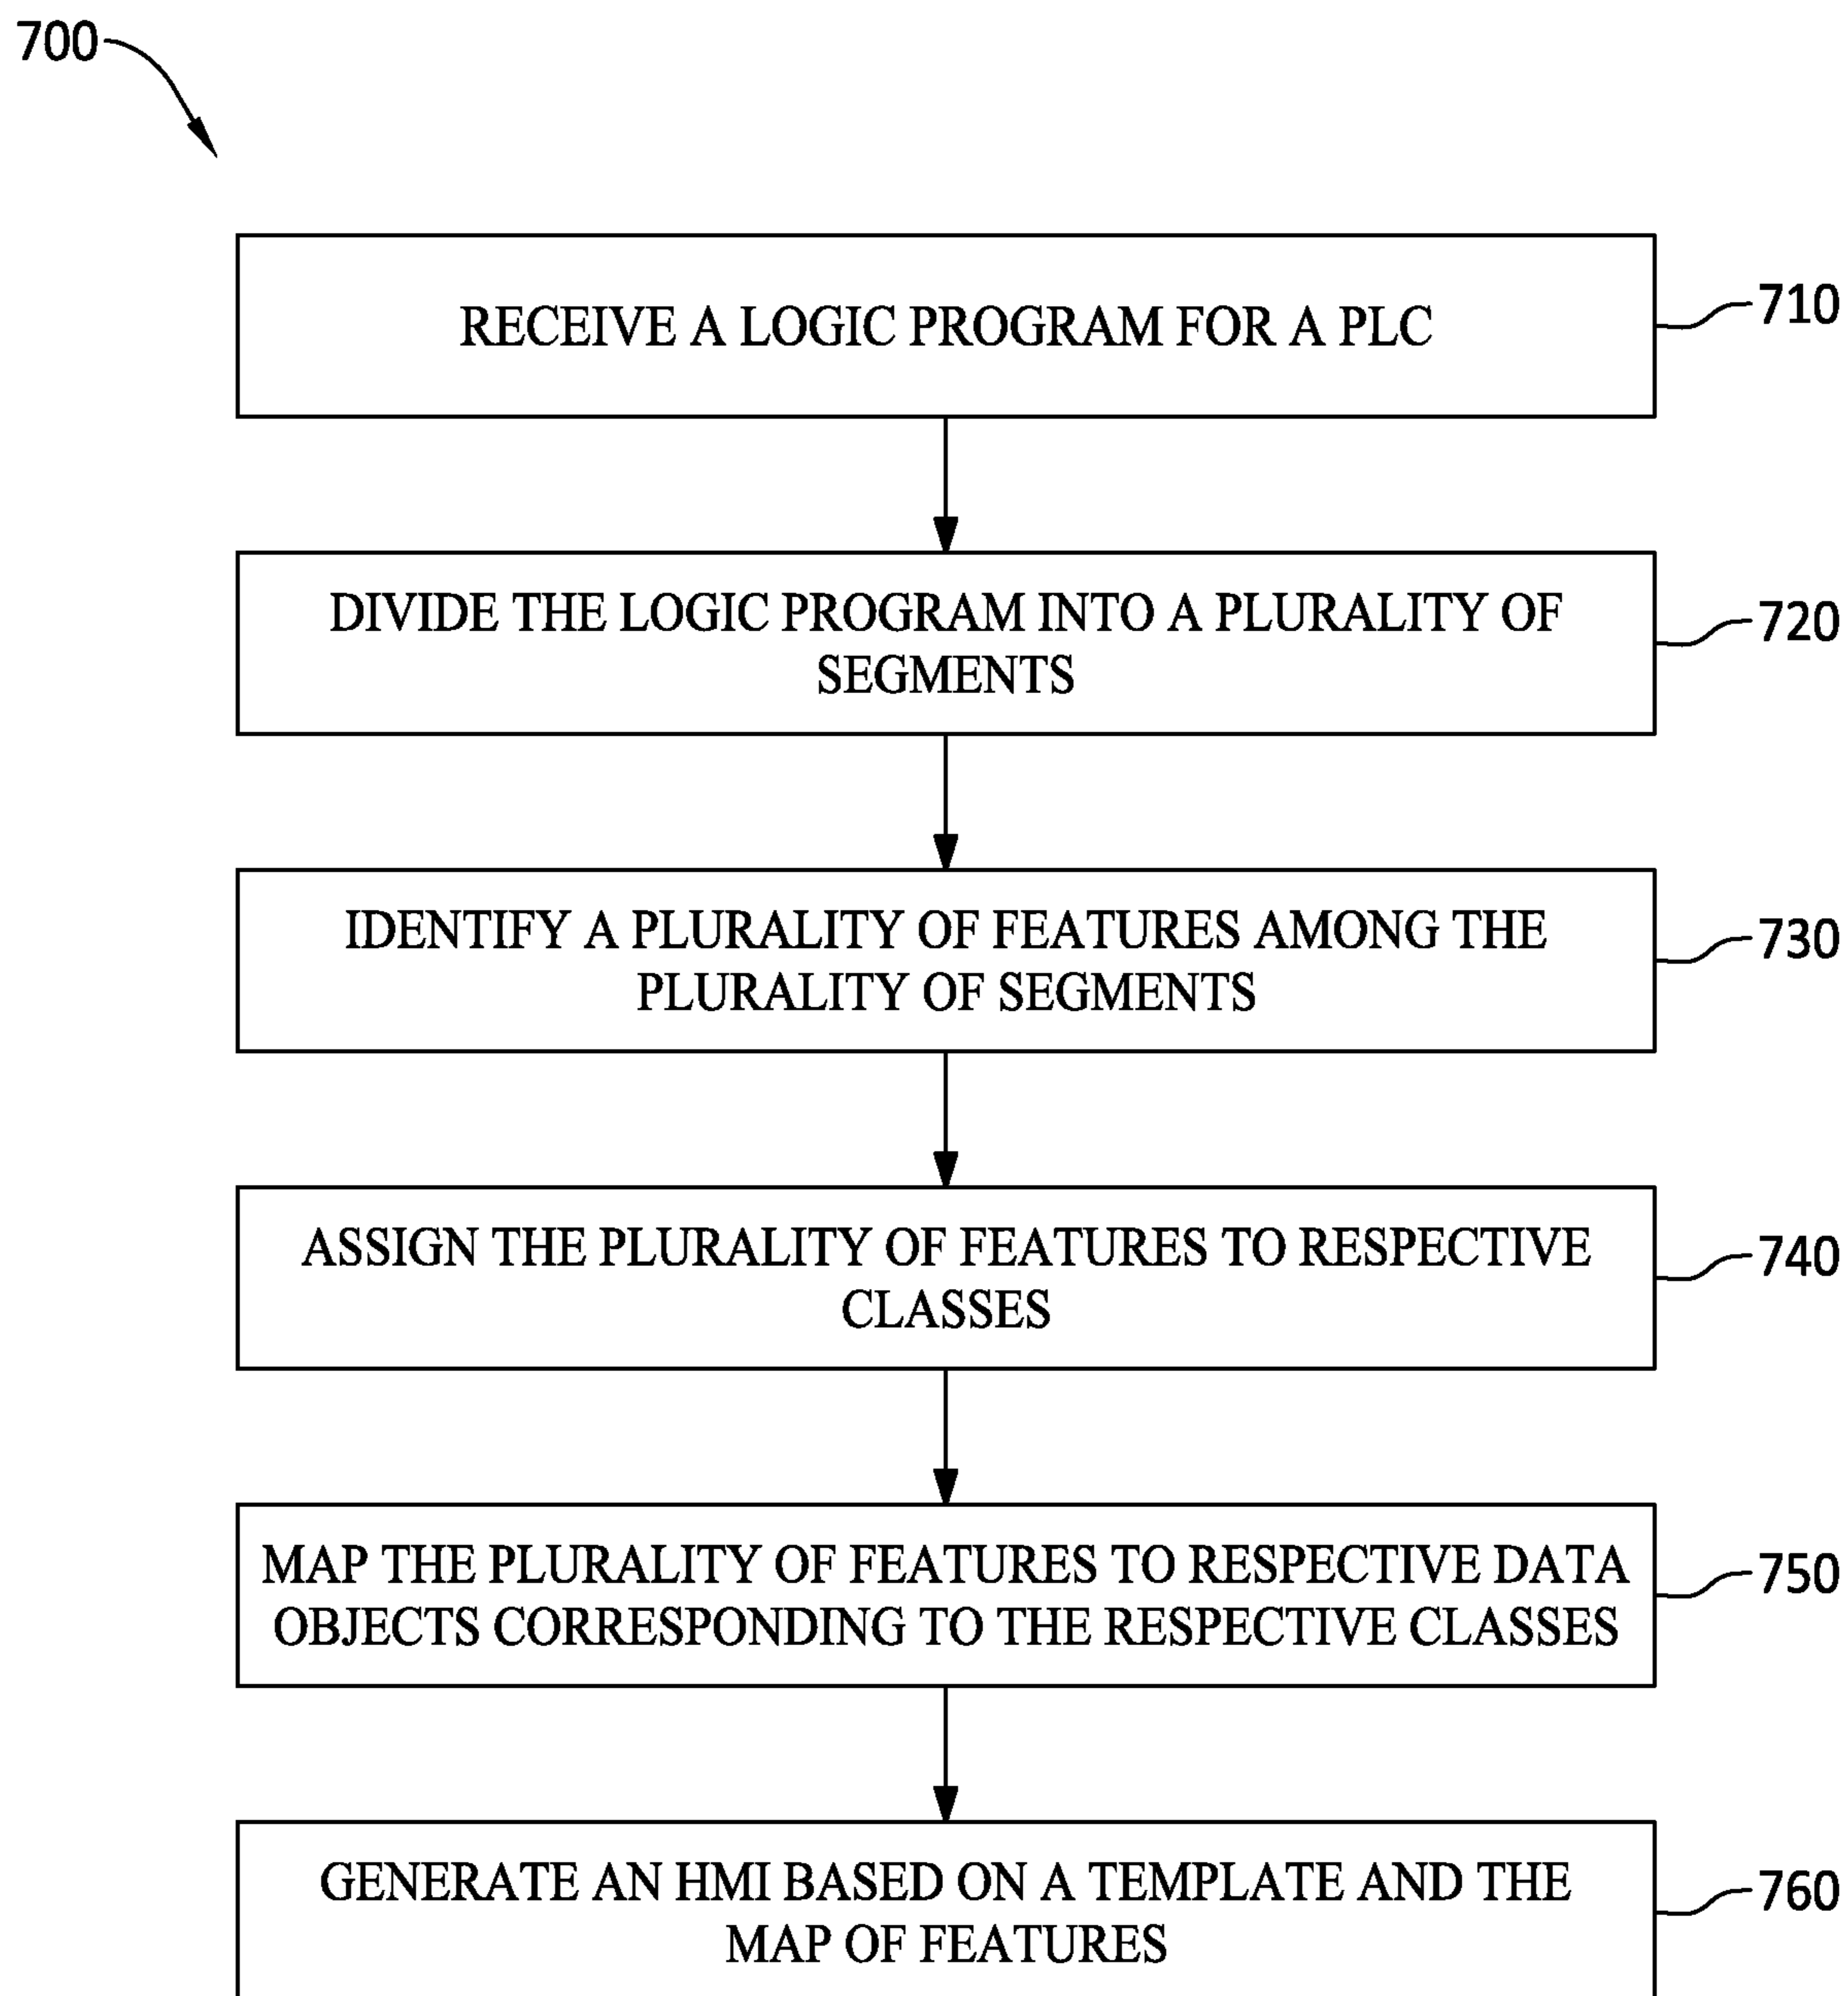 700
RECEIVE A LOGIC PROGRAM FOR A PLC
710
DIVIDE THE LOGIC PROGRAM INTO A PLURALITY OF
SEGMENTS
720
IDENTIFY A PLURALITY OF FEATURES AMONG THE
PLURALITY OF SEGMENTS
730
ASSIGN THE PLURALITY OF FEATURES TO RESPECTIVE
CLASSES
740
MAP THE PLURALITY OF FEATURES TO RESPECTIVE DATA
OBJECTS CORRESPONDING TO THE RESPECTIVE CLASSES
750
GENERATE AN HMI BASED ON A TEMPLATE AND THE
MAP OF FEATURES
760